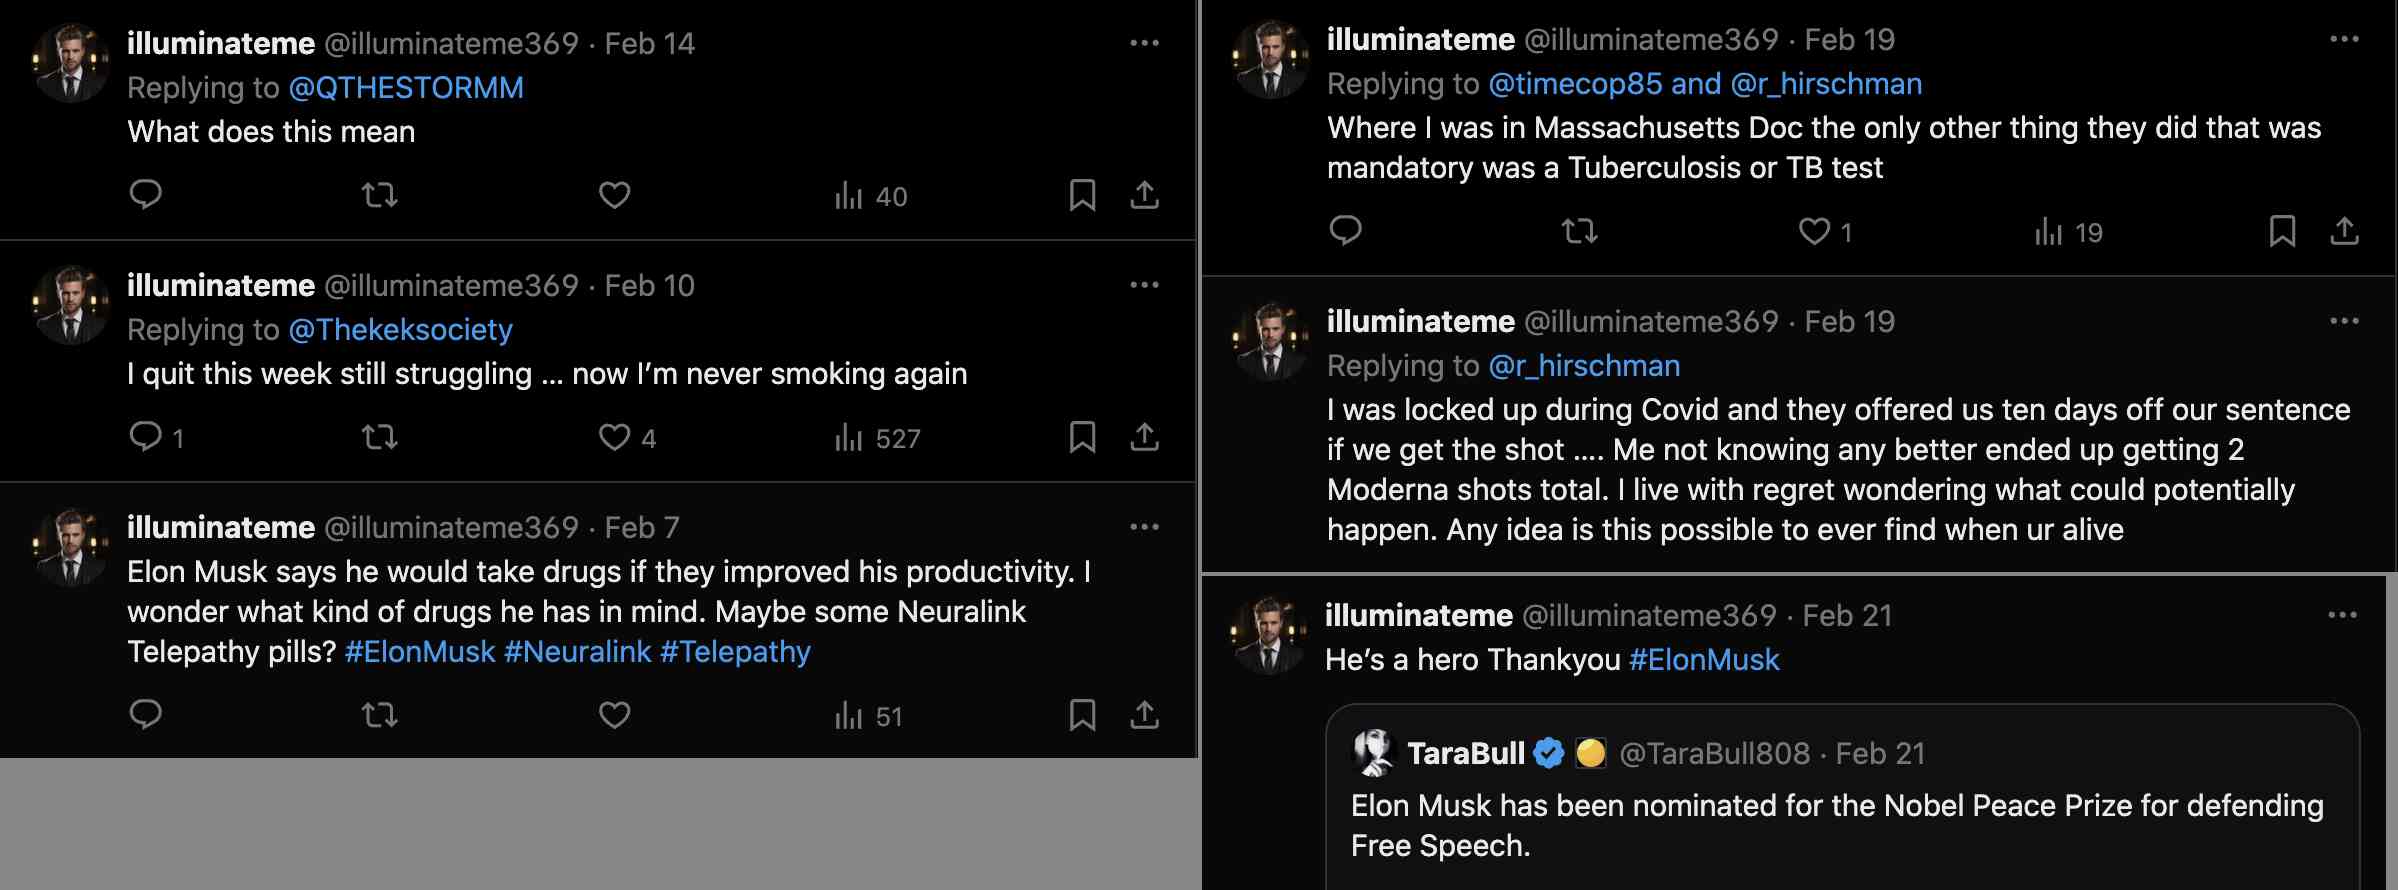 illuminateme @illuminateme369 · Feb 14
Replying to @QTHESTORMM
What does this mean
40
illuminateme @illuminateme369 · Feb 10
Replying to @Thekeksociety
I quit this week still struggling ... now I'm never smoking again
1 4 527
illuminateme @illuminateme369 · Feb 7
Elon Musk says he would take drugs if they improved his productivity. I
wonder what kind of drugs he has in mind. Maybe some Neuralink
Telepathy pills? #ElonMusk #Neuralink #Telepathy
51
illuminateme @illuminateme369 · Feb 19
Replying to @timecop85 and @r_hirschman
Where I was in Massachusetts Doc the only other thing they did that was
mandatory was a Tuberculosis or TB test
1 19
illuminateme @illuminateme369 · Feb 19
Replying to @r_hirschman
I was locked up during Covid and they offered us ten days off our sentence
if we get the shot .... Me not knowing any better ended up getting 2
Moderna shots total. I live with regret wondering what could potentially
happen. Any idea is this possible to ever find when ur alive
illuminateme @illuminateme369 · Feb 21
He's a hero Thankyou #ElonMusk
TaraBull @TaraBull808 · Feb 21
Elon Musk has been nominated for the Nobel Peace Prize for defending
Free Speech.